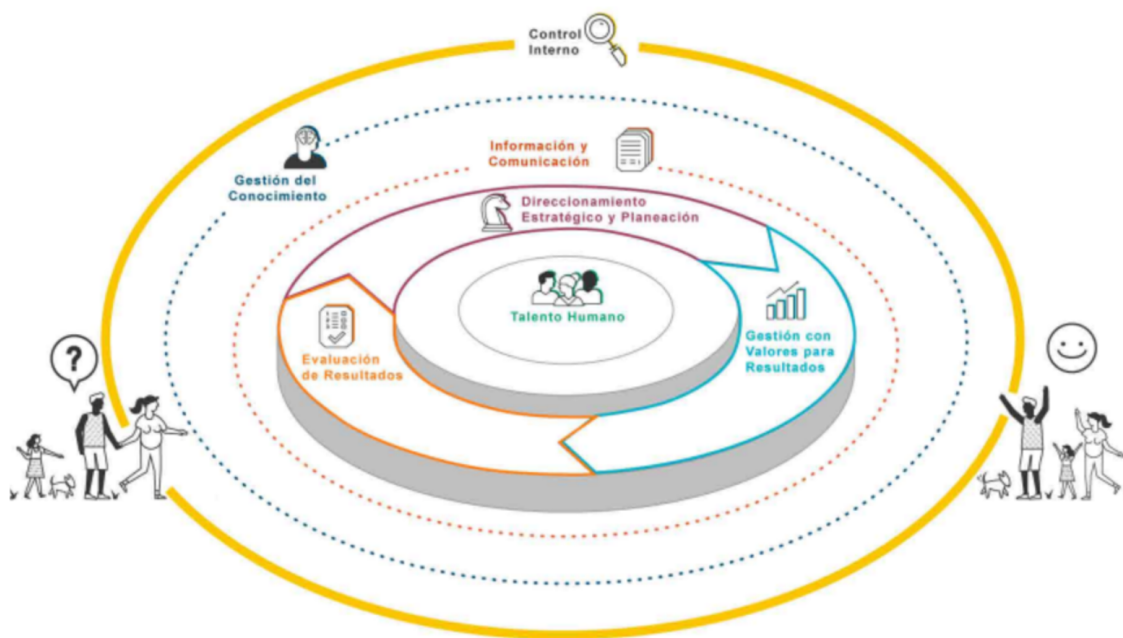 Control
Interno
Gestión del
Conocimiento
Información y
Comunicación
Direccionamiento
Estratégico y Planeación
Talento Humano
Gestión con
Valores para
Resultados
Evaluación
de Resultados
?